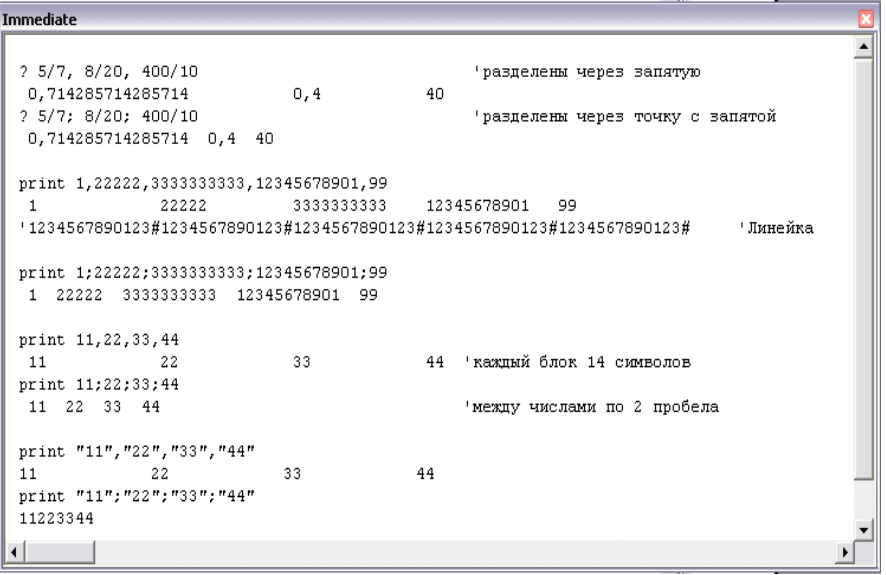 Immediate
? 5/7, 8/20, 400/10                             'разделены через запятую
 0,714285714285714           0,4           40
? 5/7; 8/20; 400/10                             'разделены через точку с запятой
 0,714285714285714  0,4  40
print 1,22222,3333333333,12345678901,99
 1             22222         3333333333    12345678901   99
'1234567890123#1234567890123#1234567890123#1234567890123#1234567890123#     'Линейка
print 1;22222;3333333333;12345678901;99
 1  22222  3333333333  12345678901  99
print 11,22,33,44
 11            22            33            44  'каждый блок 14 символов
print 11;22;33;44
 11  22  33  44                                'между числами по 2 пробела
print "11","22","33","44"
11            22            33            44
print "11";"22";"33";"44"
11223344